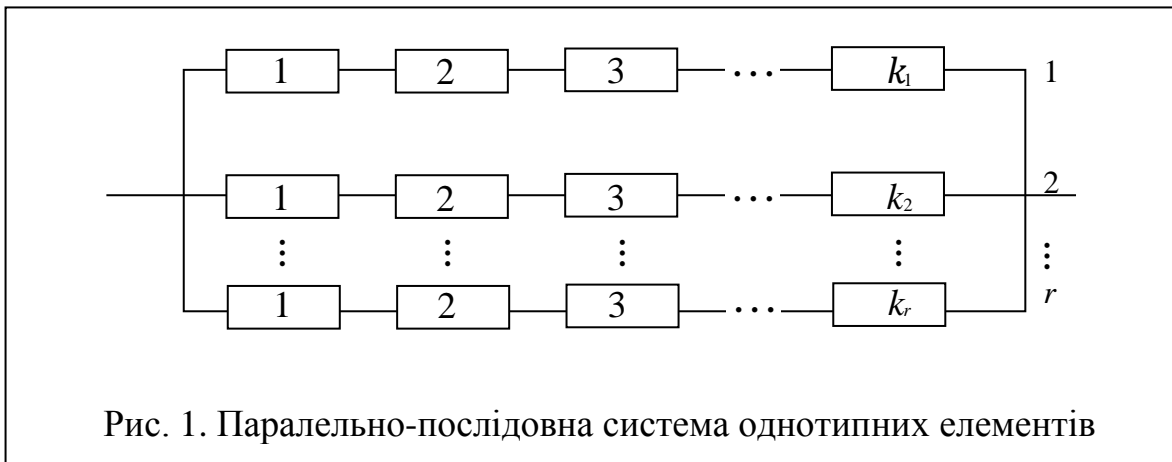 1 2 3 ... k₁ 1
1 2 3 ... k₂ 2
⋮ ⋮ ⋮ ⋮ ⋮
1 2 3 ... kᵣ r
Рис. 1. Паралельно-послідовна система однотипних елементів